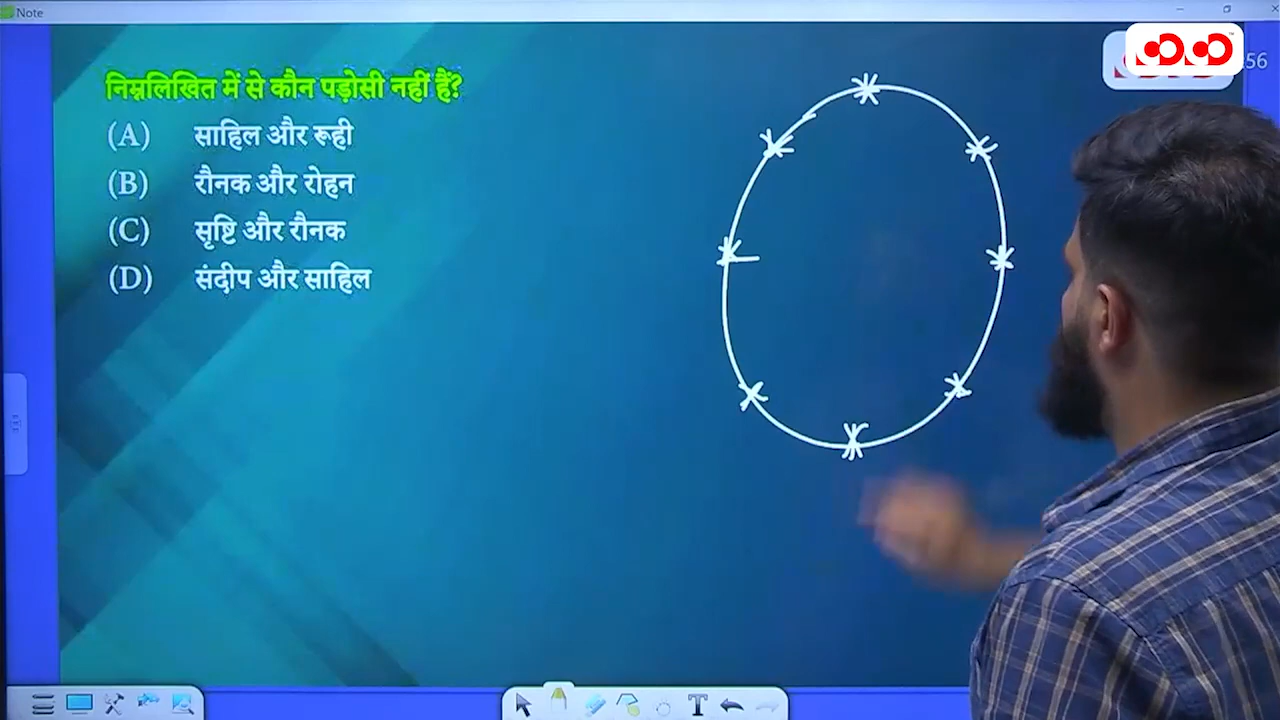 Note
56
निम्नलिखित में से कौन पड़ोसी नहीं हैं?
(A) साहिल और रूही
(B) रौनक और रोहन
(C) सृष्टि और रौनक
(D) संदीप और साहिल
T